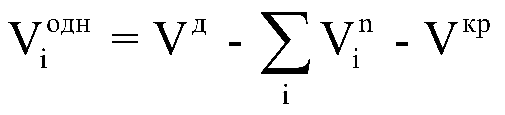 V_i^одн = V^д - ∑_i V_i^n - V^кр